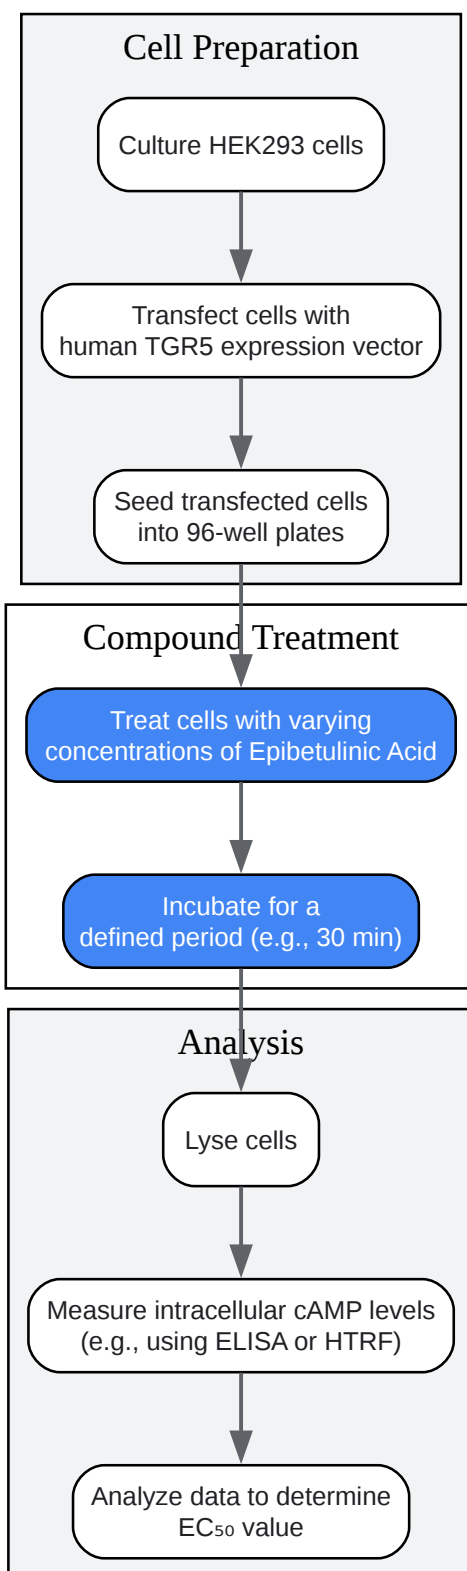 Cell Preparation
Culture HEK293 cells
Transfect cells with
human TGR5 expression vector
Seed transfected cells
into 96-well plates
Compound Treatment
Treat cells with varying
concentrations of Epibetulinic Acid
Incubate for a
defined period (e.g., 30 min)
Analysis
Lyse cells
Measure intracellular cAMP levels
(e.g., using ELISA or HTRF)
Analyze data to determine
EC₅₀ value